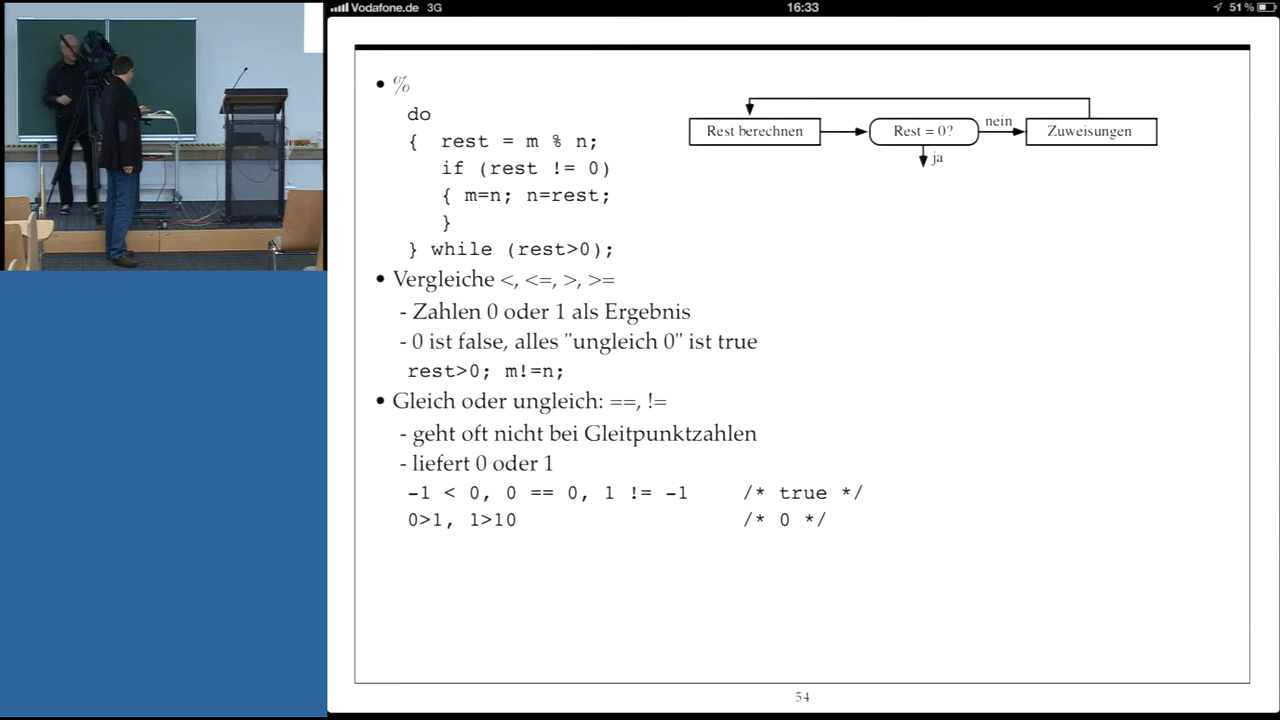 Vodafone.de 3G 16:33 51 %
• %
do
{ rest = m % n;
if (rest != 0)
{ m=n; n=rest;
}
} while (rest>0);
Rest berechnen
Rest = 0?
nein
Zuweisungen
ja
• Vergleiche <, <=, >, >=
- Zahlen 0 oder 1 als Ergebnis
- 0 ist false, alles "ungleich 0" ist true
rest>0; m!=n;
• Gleich oder ungleich: ==, !=
- geht oft nicht bei Gleitpunktzahlen
- liefert 0 oder 1
-1 < 0, 0 == 0, 1 != -1 /* true */
0>1, 1>10 /* 0 */
54